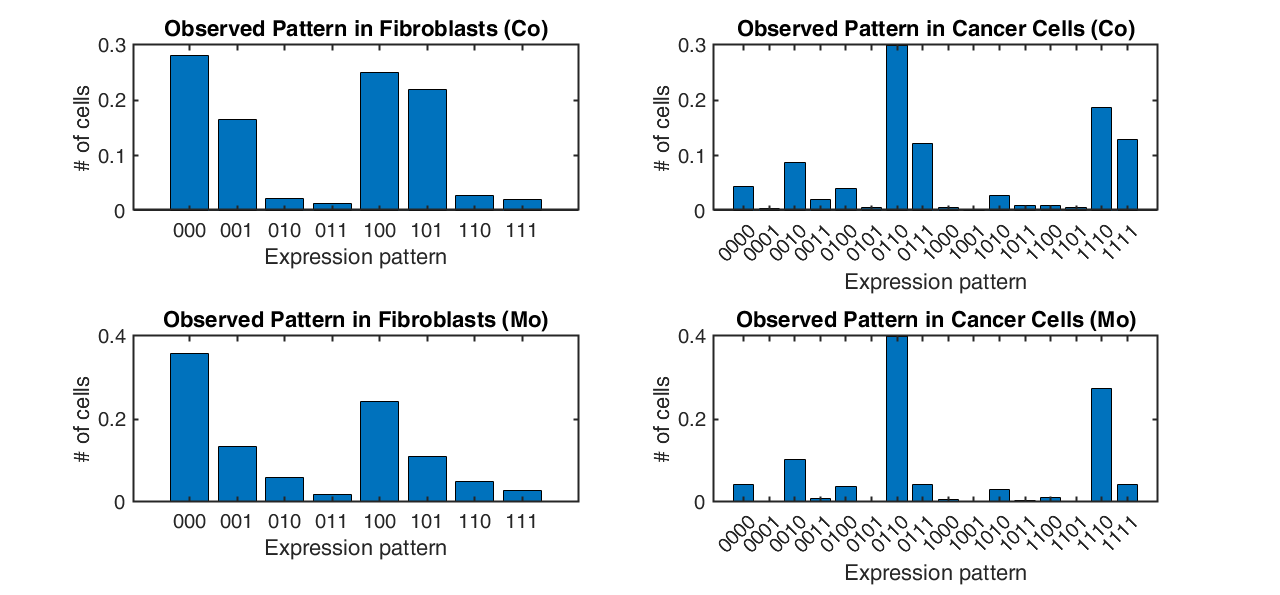 Observed Pattern in Fibroblasts (Co)
0.3
0.2
0.1
0
# of cells
000 001 010 011 100 101 110 111
Expression pattern
Observed Pattern in Cancer Cells (Co)
0.3
0.2
0.1
0
# of cells
0000 0001 0010 0011 0100 0101 0110 0111 1000 1001 1010 1011 1100 1101 1110 1111
Expression pattern
Observed Pattern in Fibroblasts (Mo)
0.4
0.2
0
# of cells
000 001 010 011 100 101 110 111
Expression pattern
Observed Pattern in Cancer Cells (Mo)
0.4
0.2
0
# of cells
0000 0001 0010 0011 0100 0101 0110 0111 1000 1001 1010 1011 1100 1101 1110 1111
Expression pattern